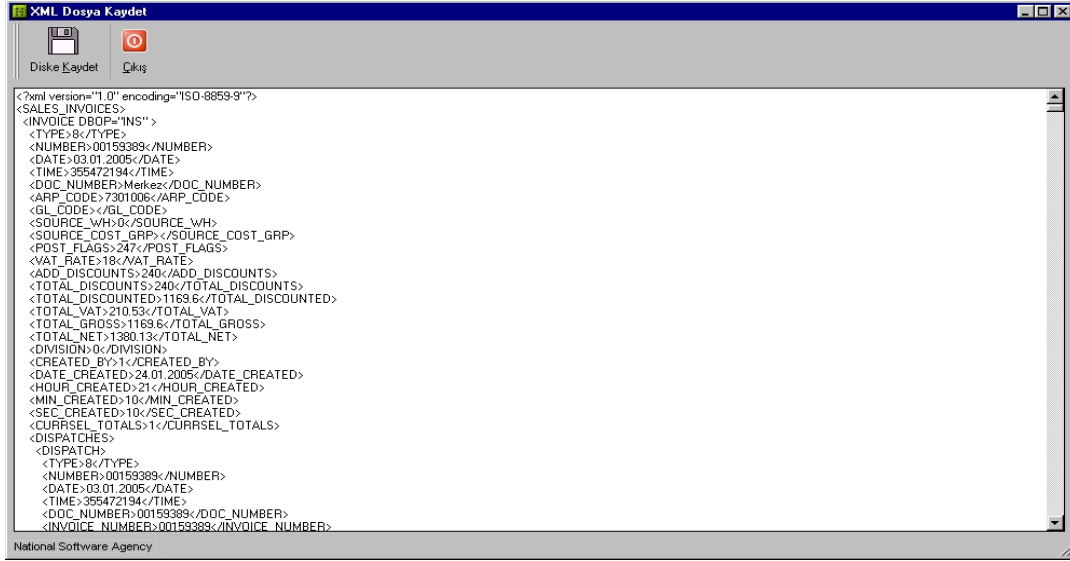 XML Dosya Kaydet
Diske Kaydet Çıkış
<?xml version="1.0" encoding="ISO-8859-9"?>
<SALES_INVOICES>
<INVOICE DBOP="INS" >
<TYPE>8</TYPE>
<NUMBER>00159389</NUMBER>
<DATE>03.01.2005</DATE>
<TIME>355472194</TIME>
<DOC_NUMBER>Merkez</DOC_NUMBER>
<ARP_CODE>7301006</ARP_CODE>
<GL_CODE></GL_CODE>
<SOURCE_WH>0</SOURCE_WH>
<SOURCE_COST_GRP></SOURCE_COST_GRP>
<POST_FLAGS>247</POST_FLAGS>
<VAT_RATE>18</VAT_RATE>
<ADD_DISCOUNTS>240</ADD_DISCOUNTS>
<TOTAL_DISCOUNTS>240</TOTAL_DISCOUNTS>
<TOTAL_DISCOUNTED>1169.6</TOTAL_DISCOUNTED>
<TOTAL_VAT>210.53</TOTAL_VAT>
<TOTAL_GROSS>1169.6</TOTAL_GROSS>
<TOTAL_NET>1380.13</TOTAL_NET>
<DIVISION>0</DIVISION>
<CREATED_BY>1</CREATED_BY>
<DATE_CREATED>24.01.2005</DATE_CREATED>
<HOUR_CREATED>21</HOUR_CREATED>
<MIN_CREATED>10</MIN_CREATED>
<SEC_CREATED>10</SEC_CREATED>
<CURRSEL_TOTALS>1</CURRSEL_TOTALS>
<DISPATCHES>
<DISPATCH>
<TYPE>8</TYPE>
<NUMBER>00159389</NUMBER>
<DATE>03.01.2005</DATE>
<TIME>355472194</TIME>
<DOC_NUMBER>00159389</DOC_NUMBER>
<INVOICE_NUMBER>00159389</INVOICE_NUMBER>
National Software Agency